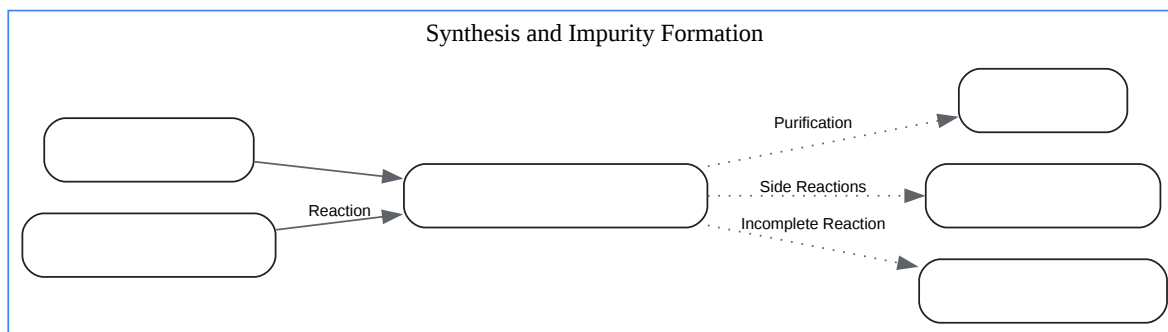 Synthesis and Impurity Formation
Purification
Side Reactions
Reaction
Incomplete Reaction